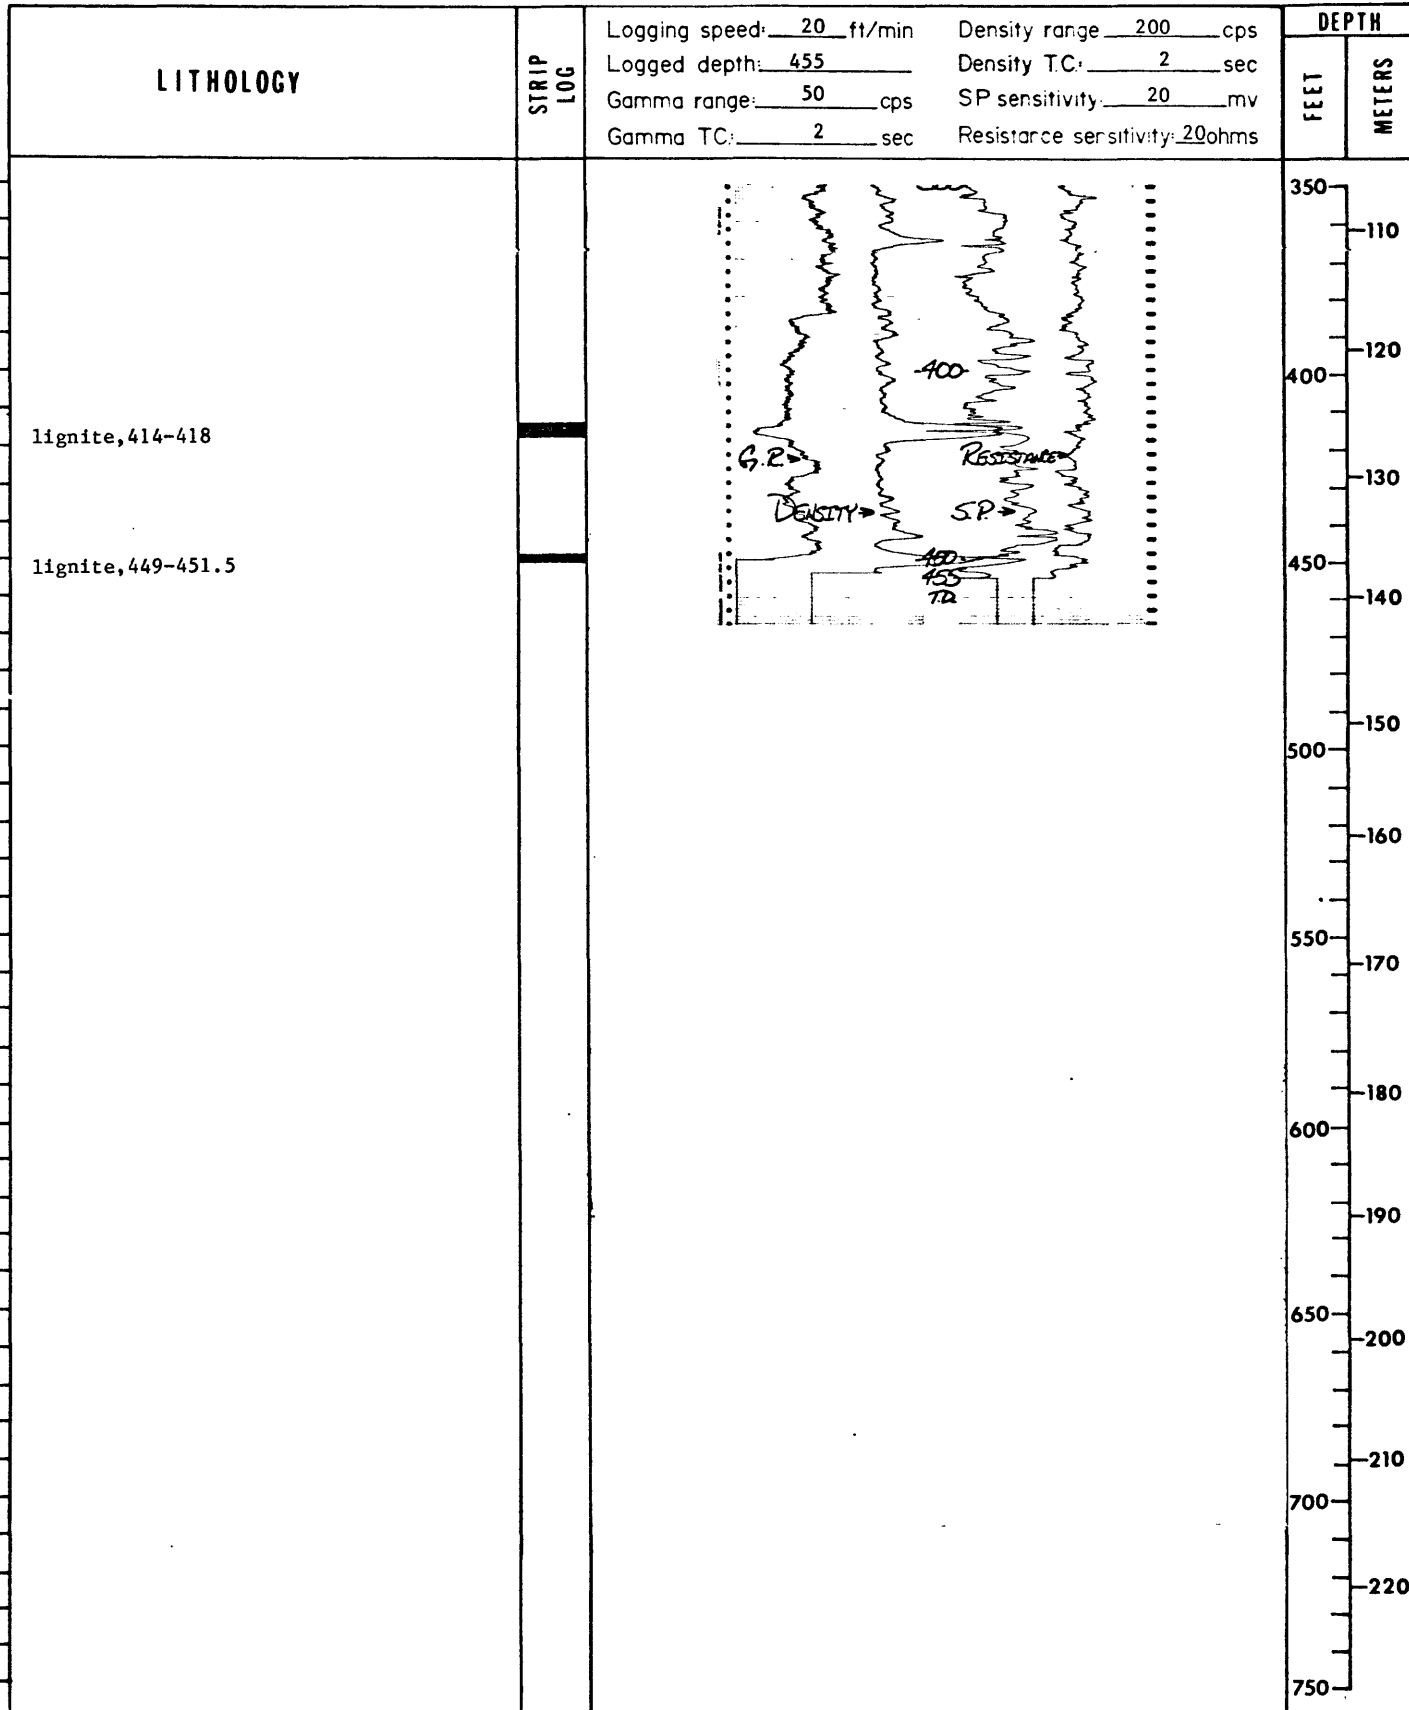 LITHOLOGY
STRIP LOG
Logging speed: 20 ft/min
Logged depth: 455
Gamma range: 50 cps
Gamma T.C.: 2 sec
Density range 200 cps
Density T.C.: 2 sec
SP sensitivity: 20 mv
Resistance sensitivity: 20 ohms
DEPTH
FEET
METERS
lignite,414-418
lignite,449-451.5
400
G.R.
RESISTANCE
DENSITY
S.P.
450
455
T.D.
350
400
450
500
550
600
650
700
750
110
120
130
140
150
160
170
180
190
200
210
220